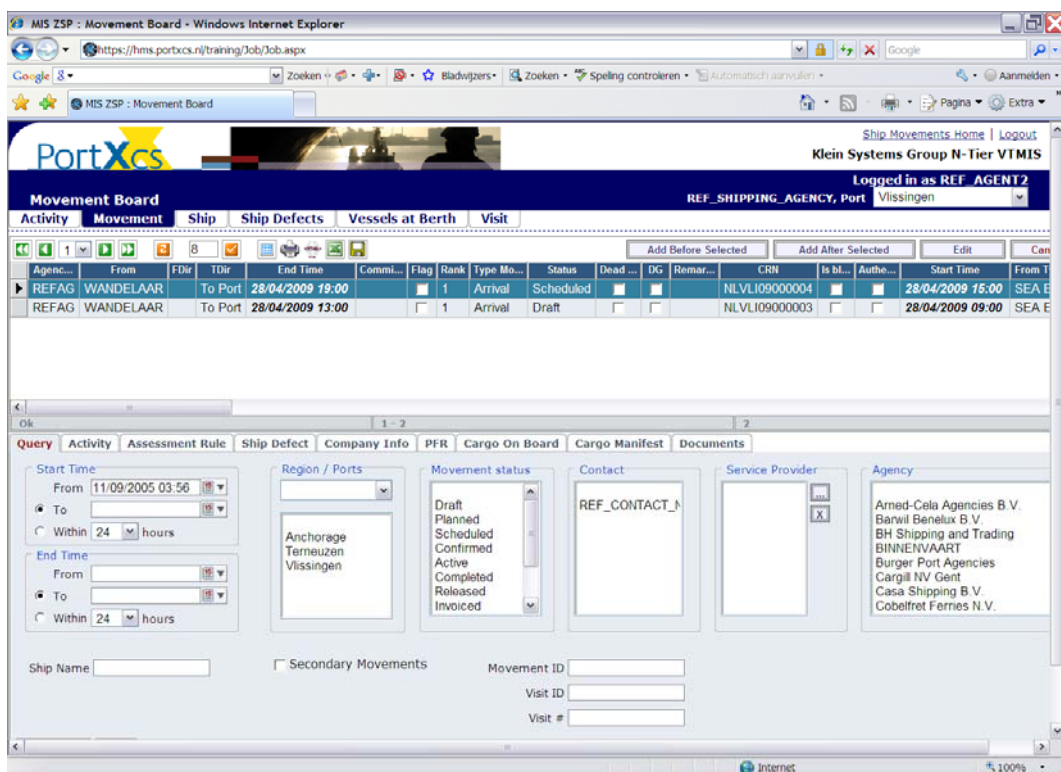 MIS ZSP : Movement Board - Windows Internet Explorer
https://hms.portxcs.nl/training/Job/Job.aspx
Google
Google
Zoeken
Bladwijzers
Zoeken
Speling controleren
Automatisch aanvullen
Aanmelden
MIS ZSP : Movement Board
Pagina
Extra
PortXcs
Ship Movements Home | Logout
Klein Systems Group N-Tier VTMIS
Logged in as REF_AGENT2
Movement Board
REF_SHIPPING_AGENCY, Port Vlissingen
Activity Movement Ship Ship Defects Vessels at Berth Visit
1 8 Add Before Selected Add After Selected Edit Can
Agenc... From FDir TDir End Time Commi... Flag Rank Type Mo... Status Dead ... DG Remar... CRN Is bl... Authe... Start Time From T
REFAG WANDELAAR To Port 28/04/2009 19:00 1 Arrival Scheduled NLVLI09000004 28/04/2009 15:00 SEA E
REFAG WANDELAAR To Port 28/04/2009 13:00 1 Arrival Draft NLVLI09000003 28/04/2009 09:00 SEA E
Ok 1 - 2 2
Query Activity Assessment Rule Ship Defect Company Info PFR Cargo On Board Cargo Manifest Documents
Start Time
From 11/09/2005 03:56
To
Within 24 hours
End Time
From
To
Within 24 hours
Region / Ports
Anchorage
Terneuzen
Vlissingen
Movement status
Draft
Planned
Scheduled
Confirmed
Active
Completed
Released
Invoiced
Contact
REF_CONTACT_N
Service Provider
...
X
Agency
Arned-Cela Agencies B.V.
Barwil Benelux B.V.
BH Shipping and Trading
BINNENVAART
Burger Port Agencies
Cargill NV Gent
Casa Shipping B.V.
Cobelfret Ferries N.V.
Ship Name
Secondary Movements
Movement ID
Visit ID
Visit #
Internet
100%